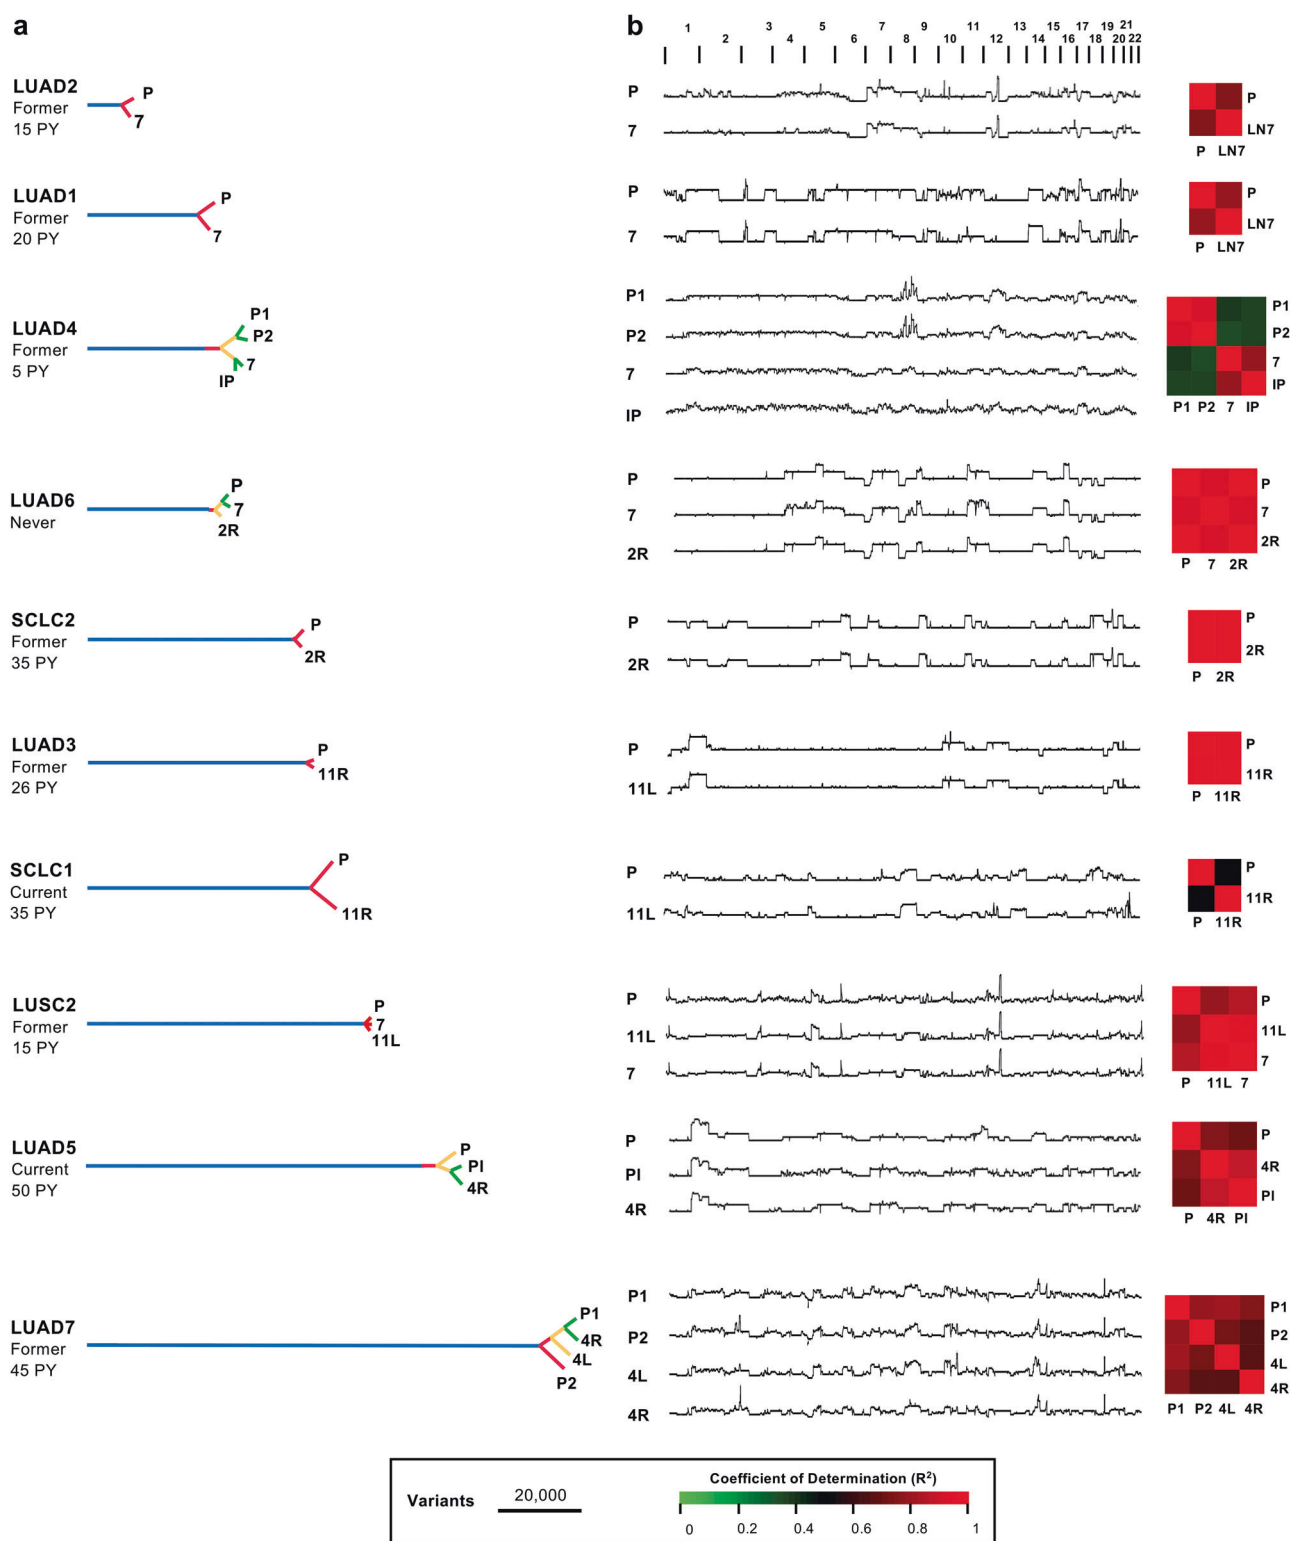 a
b
1 3 5 7 9 11 13 15 17 19 21
2 4 6 8 10 12 14 16 18 20 22
LUAD2
Former
15 PY
P
7
P
7
P
LN7
P LN7
LUAD1
Former
20 PY
P
7
P
7
P
LN7
P LN7
LUAD4
Former
5 PY
P1
P2
7
IP
P1
P2
7
IP
P1
P2
7
IP
P1 P2 7 IP
LUAD6
Never
P
7
2R
P
7
2R
P
7
2R
P 7 2R
SCLC2
Former
35 PY
P
2R
P
2R
P
2R
P 2R
LUAD3
Former
26 PY
P
11R
P
11L
P
11R
P 11R
SCLC1
Current
35 PY
P
11R
P
11L
P
11R
P 11R
LUSC2
Former
15 PY
P
7
11L
P
11L
7
P
11L
7
P 11L 7
LUAD5
Current
50 PY
P
PI
4R
P
PI
4R
P
4R
PI
P 4R PI
LUAD7
Former
45 PY
P1
4R
4L
P2
P1
P2
4L
4R
P1
P2
4L
4R
P1 P2 4L 4R
Variants 20,000
Coefficient of Determination (R²)
0 0.2 0.4 0.6 0.8 1